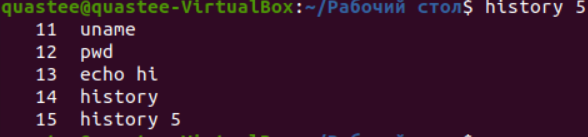 quastee@quastee-VirtualBox:~/Рабочий стол$ history 5
11 uname
12 pwd
13 echo hi
14 history
15 history 5